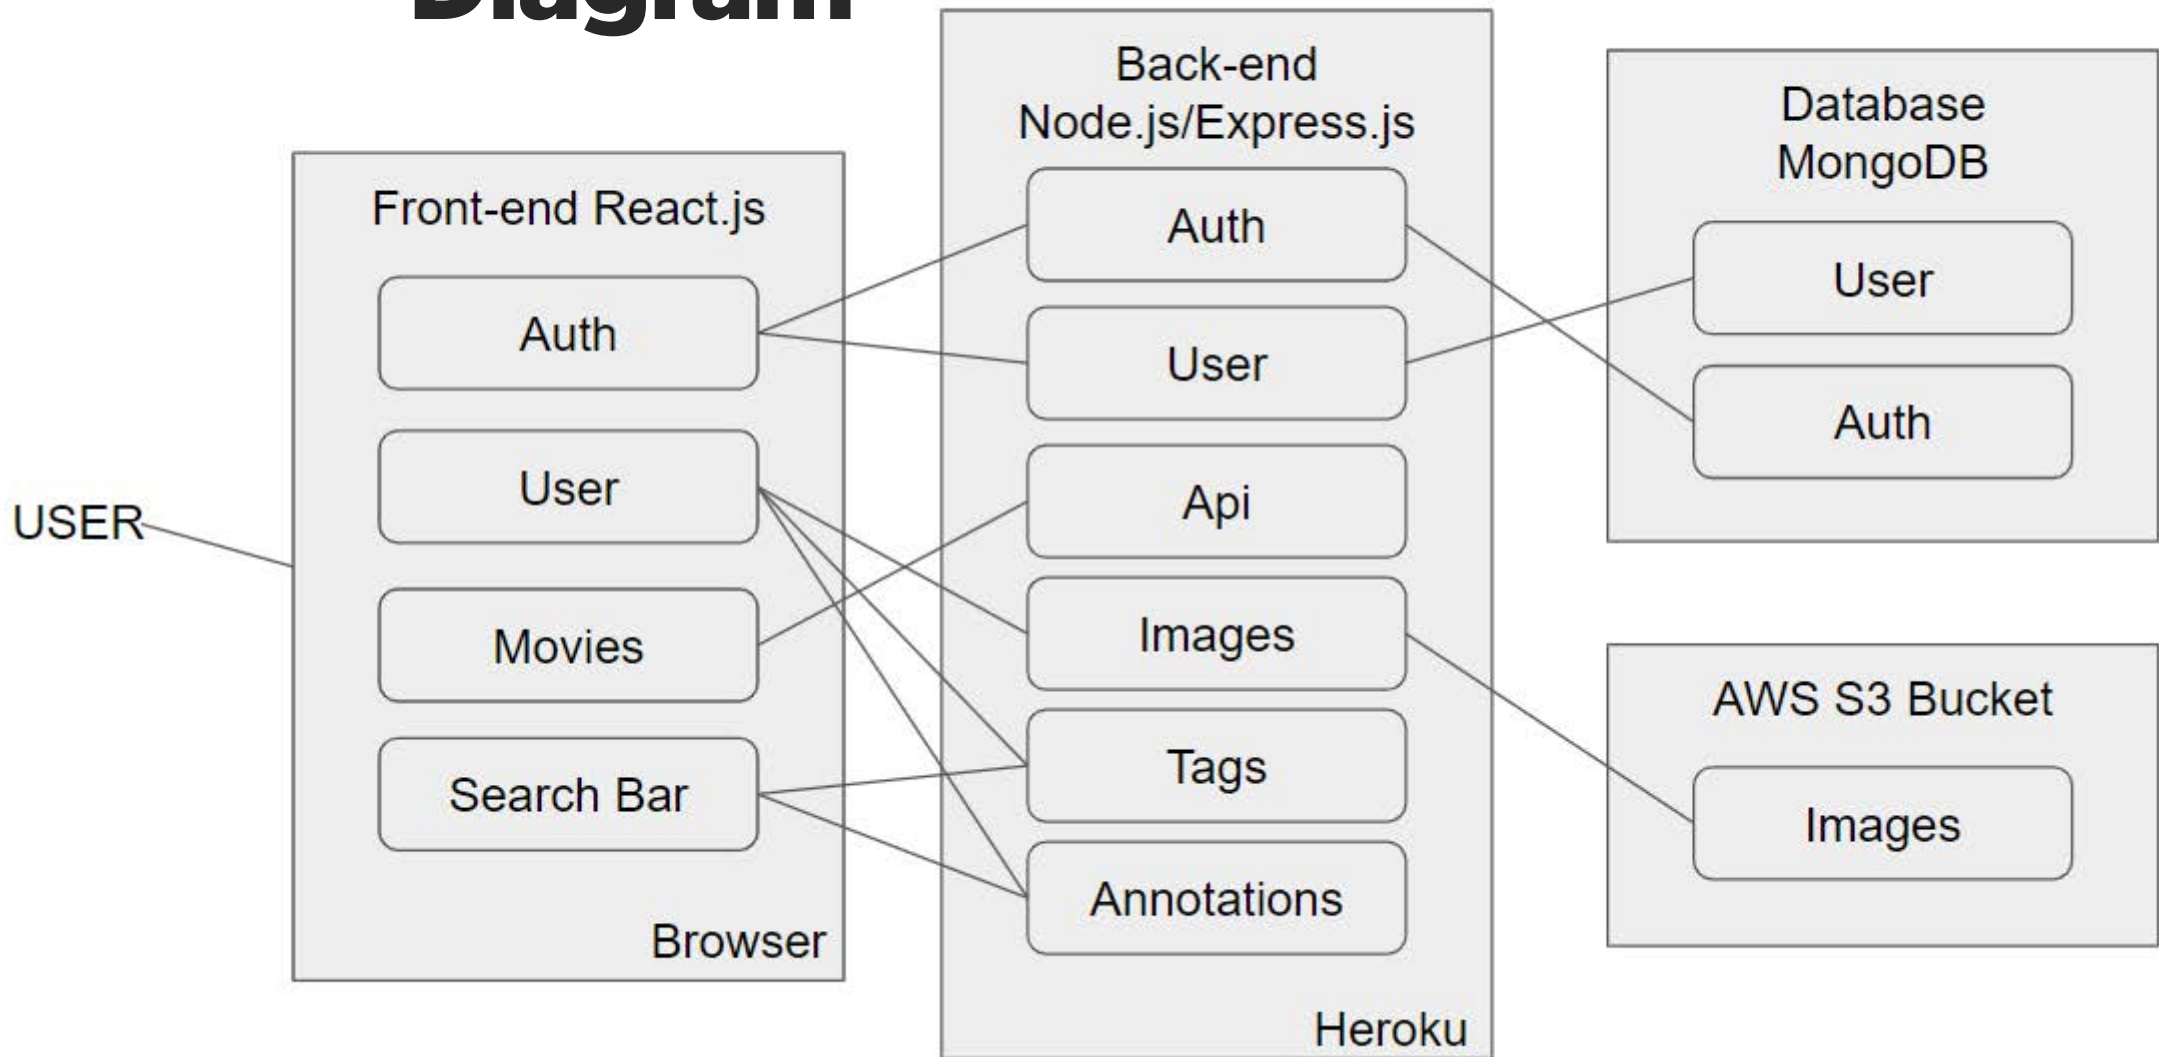 Diagram
USER
Front-end React.js
Auth
User
Movies
Search Bar
Browser
Back-end
Node.js/Express.js
Auth
User
Api
Images
Tags
Annotations
Heroku
Database
MongoDB
User
Auth
AWS S3 Bucket
Images